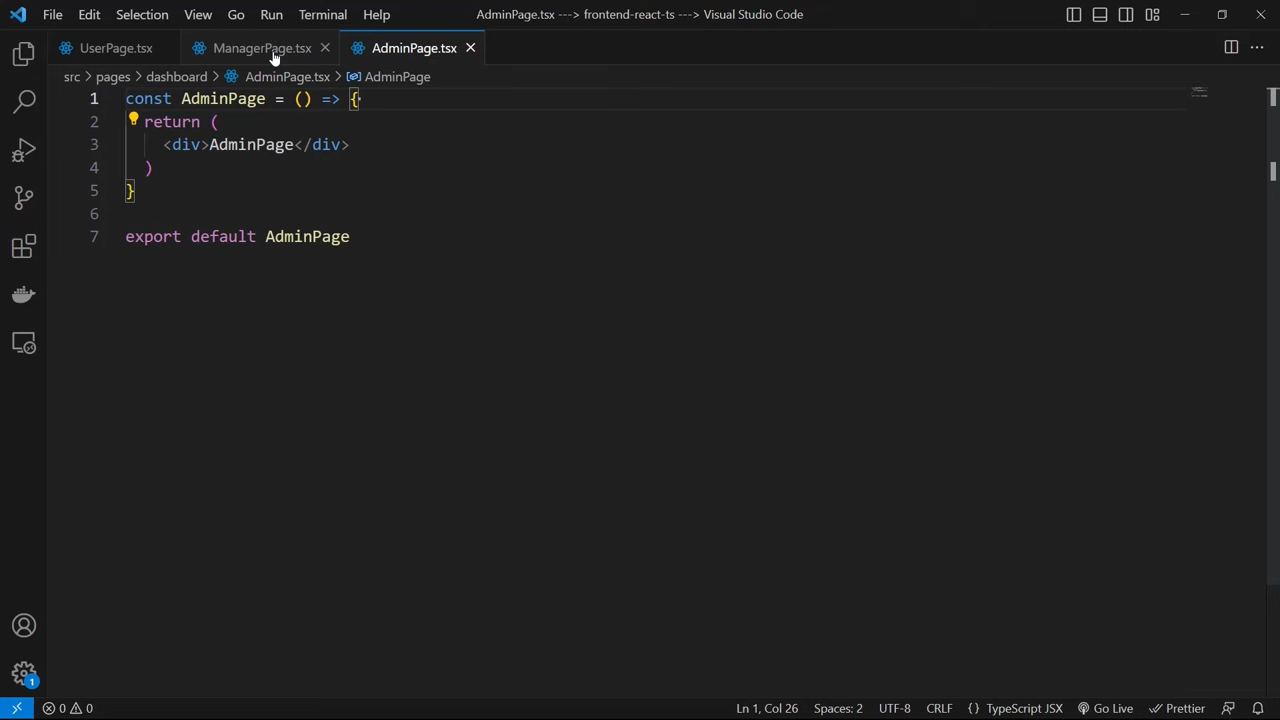 File Edit Selection View Go Run Terminal Help AdminPage.tsx ---> frontend-react-ts ---> Visual Studio Code
UserPage.tsx ManagerPage.tsx AdminPage.tsx
src > pages > dashboard > AdminPage.tsx > AdminPage
1 const AdminPage = () => {
2 return (
3 <div>AdminPage</div>
4 )
5 }
6
7 export default AdminPage
1
0 0 Ln 1, Col 26 Spaces: 2 UTF-8 CRLF {} TypeScript JSX Go Live Prettier